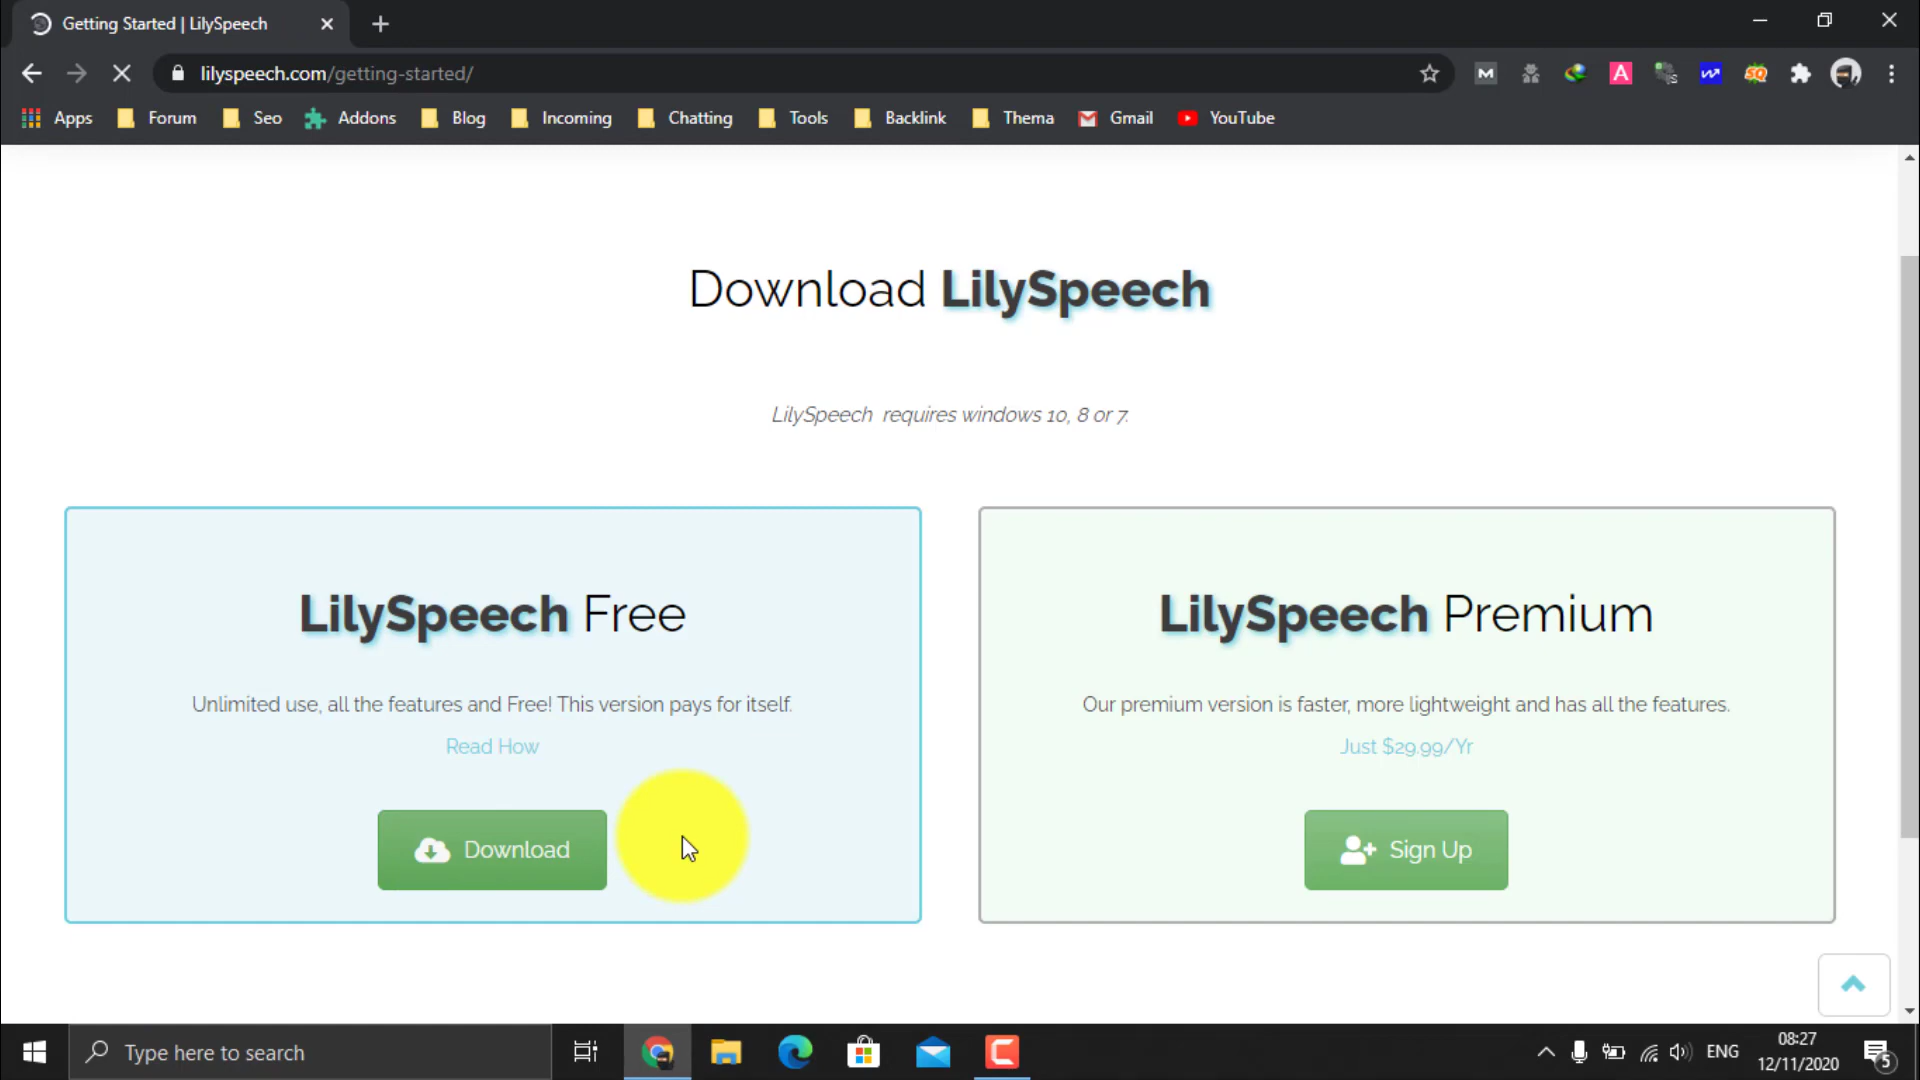 Getting Started | LilySpeech
lilyspeech.com/getting-started/
Apps Forum Seo Addons Blog Incoming Chatting Tools Backlink Thema Gmail YouTube
Download LilySpeech
LilySpeech requires windows 10, 8 or 7.
LilySpeech Free
Unlimited use, all the features and Free! This version pays for itself.
Read How
Download
LilySpeech Premium
Our premium version is faster, more lightweight and has all the features.
Just $29.99/Yr
Sign Up
Type here to search
ENG
08:27
12/11/2020
5